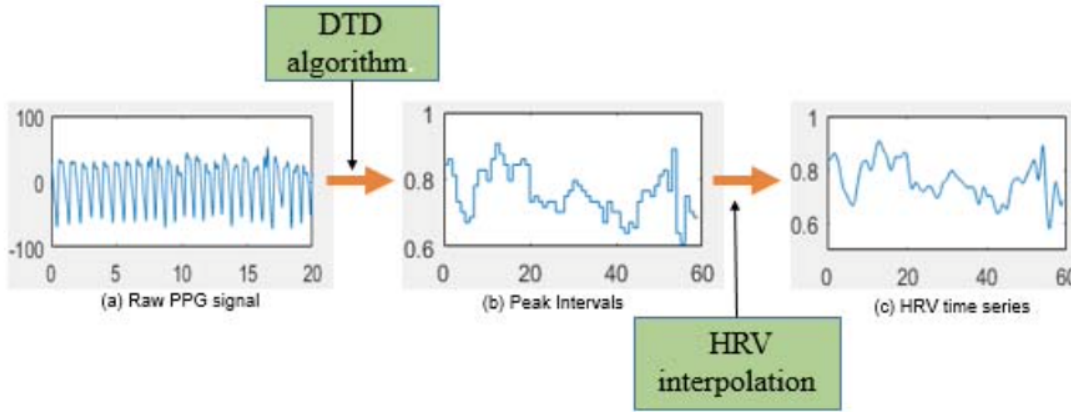 DTD
algorithm.
100
0
-100
0 5 10 15 20
(a) Raw PPG signal
1
0.8
0.6
0 20 40 60
(b) Peak Intervals
HRV
interpolation
1
0.8
0.6
0 20 40 60
(c) HRV time series